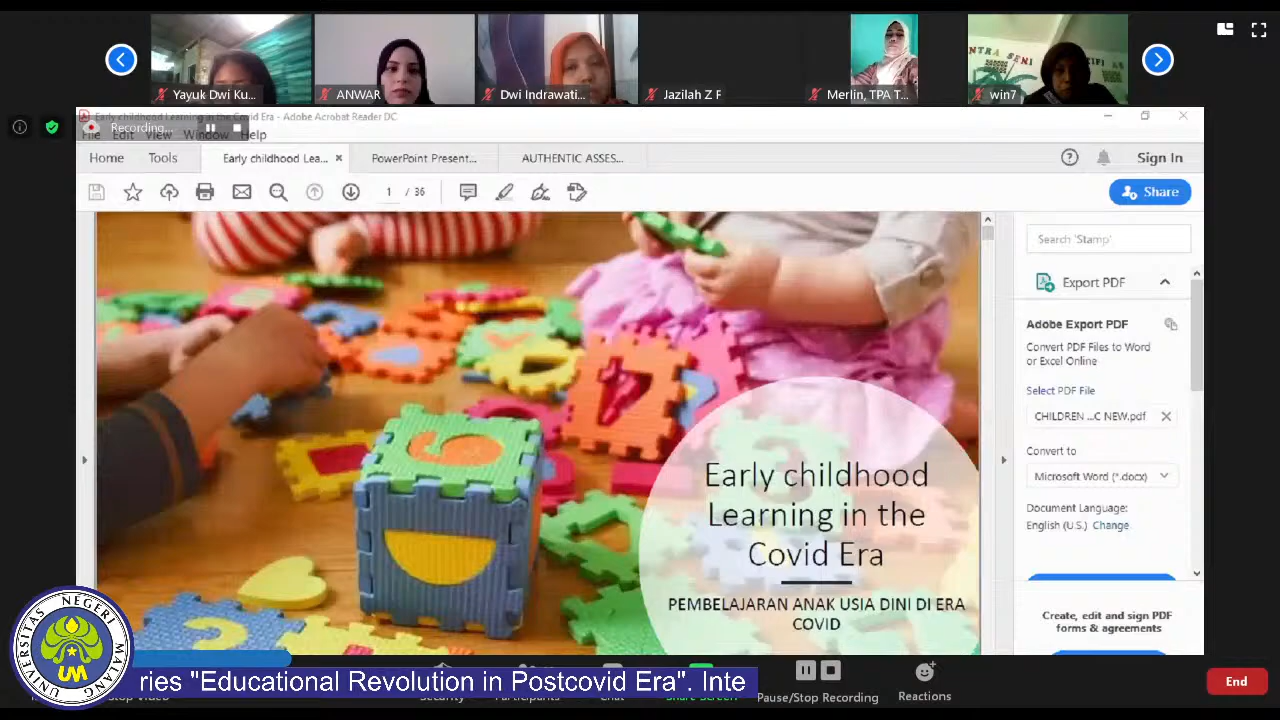 Yayuk Dwi Ku...
ANWAR
Dwi Indrawati...
Jazilah Z F
Merlin, TPA T...
win7
Early childhood Learning in the Covid Era - Adobe Acrobat Reader DC
Recording...
File Edit View Window Help
Home Tools Early childhood Lea... × PowerPoint Present... AUTHENTIC ASSES... Sign In
1 / 36
Share
Search 'Stamp'
Export PDF
Adobe Export PDF
Convert PDF Files to Word
or Excel Online
Select PDF File
CHILDREN ...C NEW.pdf
Convert to
Microsoft Word (*.docx)
Document Language:
English (U.S.) Change
Create, edit and sign PDF
forms & agreements
Early childhood
Learning in the
Covid Era
PEMBELAJARAN ANAK USIA DINI DI ERA
COVID
UNIVERSITAS NEGERI MALANG
UM
ries "Educational Revolution in Postcovid Era". Inte
Pause/Stop Recording
Reactions
End